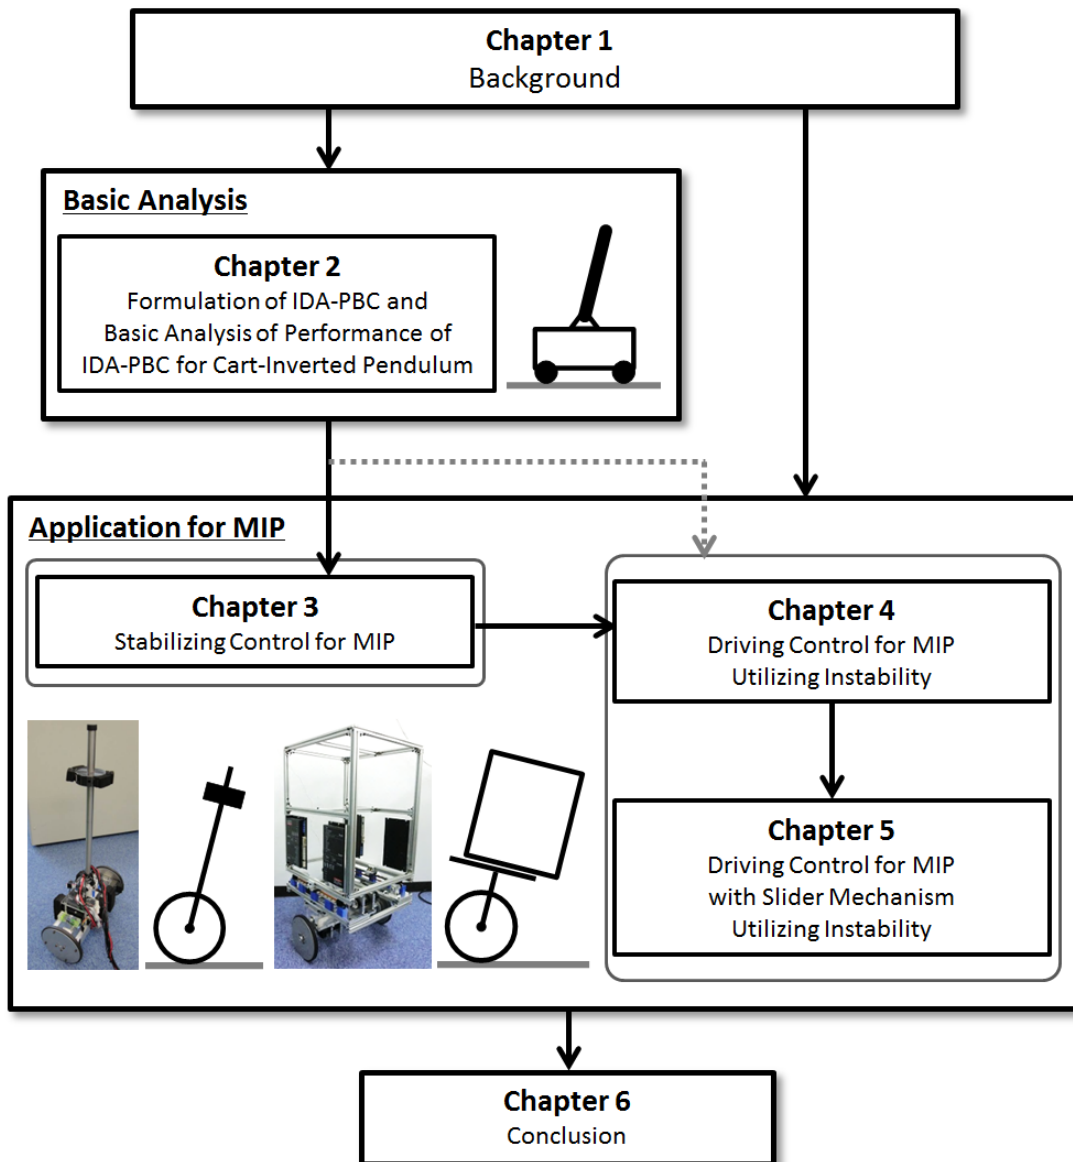 Chapter 1
Background
Basic Analysis
Chapter 2
Formulation of IDA-PBC and
Basic Analysis of Performance of
IDA-PBC for Cart-Inverted Pendulum
Application for MIP
Chapter 3
Stabilizing Control for MIP
Chapter 4
Driving Control for MIP
Utilizing Instability
Chapter 5
Driving Control for MIP
with Slider Mechanism
Utilizing Instability
Chapter 6
Conclusion